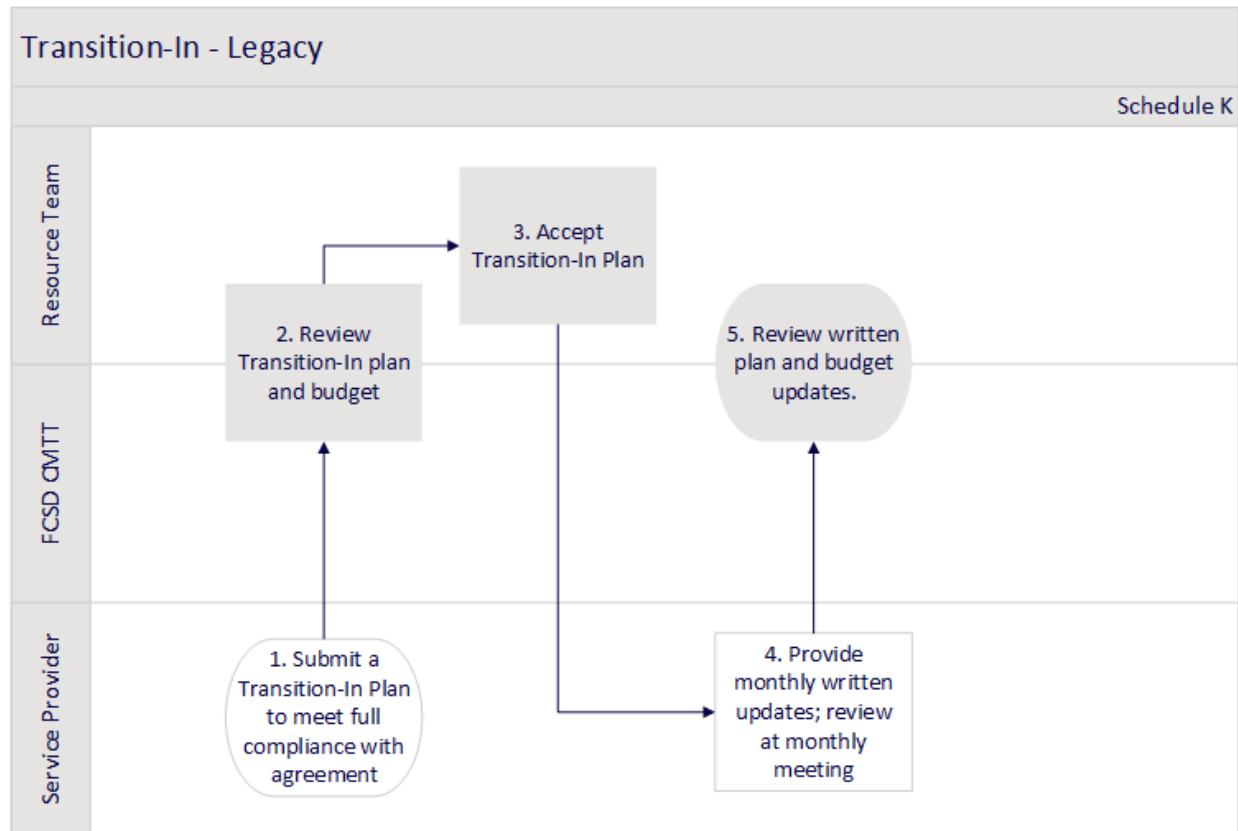 Transition-In - Legacy
Schedule K
Resource Team
3. Accept
Transition-In Plan
2. Review
Transition-In plan
and budget
5. Review written
plan and budget
updates.
FCSD CMTT
Service Provider
1. Submit a
Transition-In Plan
to meet full
compliance with
agreement
4. Provide
monthly written
updates; review
at monthly
meeting